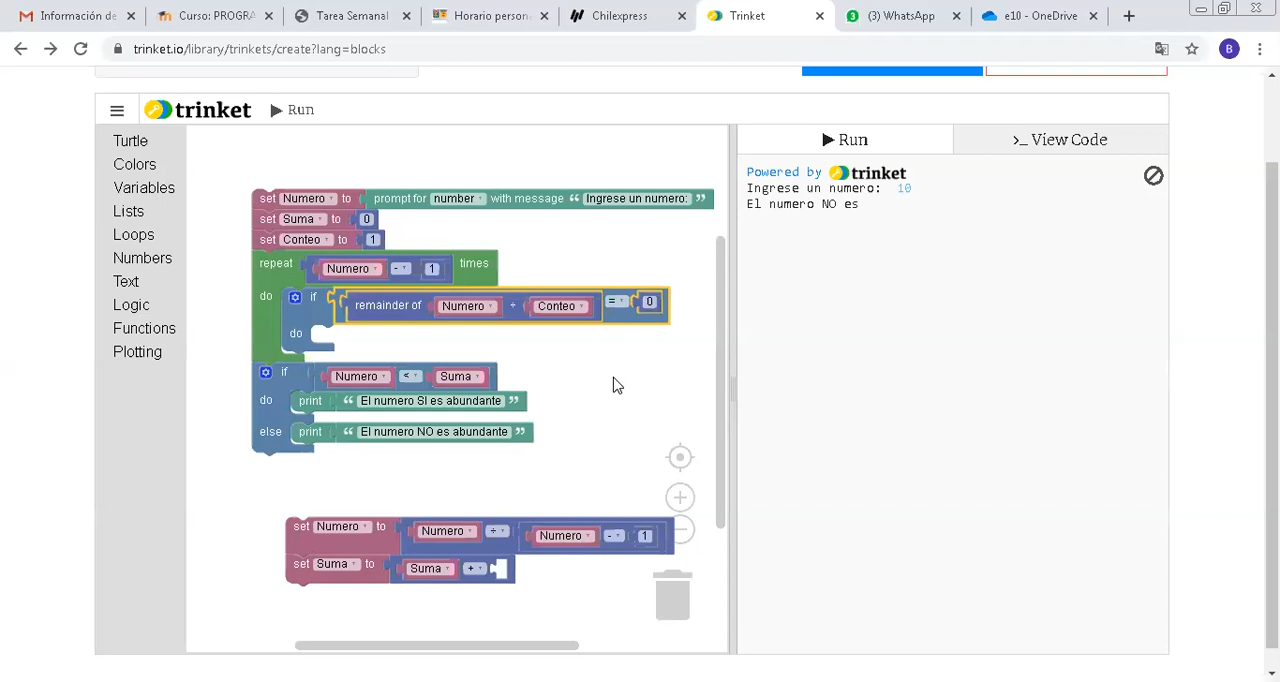 Información de
Curso: PROGRA
Tarea Semanal
Horario person
Chilexpress
Trinket
(3) WhatsApp
e10 - OneDrive
trinket.io/library/trinkets/create?lang=blocks
B
trinket
Run
Run
View Code
Turtle
Colors
Variables
Lists
Loops
Numbers
Text
Logic
Functions
Plotting
set Numero to prompt for number with message “ Ingrese un numero: ”
set Suma to 0
set Conteo to 1
repeat Numero - 1 times
do if remainder of Numero ÷ Conteo = 0
do
if Numero < Suma
do print “ El numero SI es abundante ”
else print “ El numero NO es abundante ”
set Numero to Numero ÷ Numero - 1
set Suma to Suma +
Powered by trinket
Ingrese un numero: 10
El numero NO es